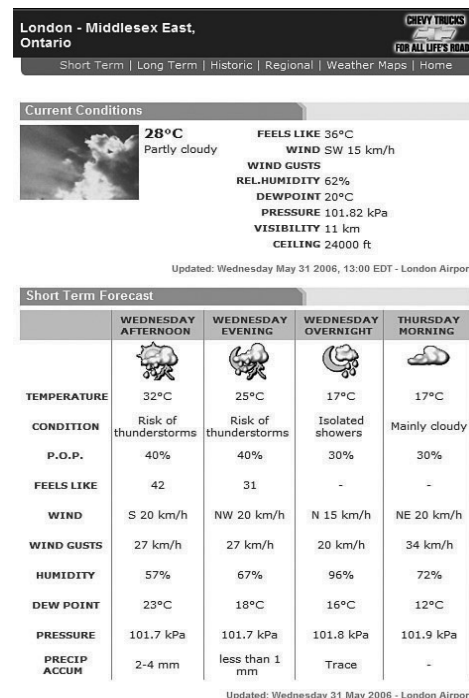 London - Middlesex East,
Ontario
CHEVY TRUCKS
FOR ALL LIFE'S ROADS
Short Term | Long Term | Historic | Regional | Weather Maps | Home
Current Conditions
28°C
Partly cloudy
FEELS LIKE 36°C
WIND SW 15 km/h
WIND GUSTS
REL.HUMIDITY 62%
DEWPOINT 20°C
PRESSURE 101.82 kPa
VISIBILITY 11 km
CEILING 24000 ft
Updated: Wednesday May 31 2006, 13:00 EDT - London Airpor
Short Term Forecast
WEDNESDAY AFTERNOON WEDNESDAY EVENING WEDNESDAY OVERNIGHT THURSDAY MORNING
TEMPERATURE 32°C 25°C 17°C 17°C
CONDITION Risk of thunderstorms Risk of thunderstorms Isolated showers Mainly cloudy
P.O.P. 40% 40% 30% 30%
FEELS LIKE 42 31 - -
WIND S 20 km/h NW 20 km/h N 15 km/h NE 20 km/h
WIND GUSTS 27 km/h 27 km/h 20 km/h 34 km/h
HUMIDITY 57% 67% 96% 72%
DEW POINT 23°C 18°C 16°C 12°C
PRESSURE 101.7 kPa 101.7 kPa 101.8 kPa 101.9 kPa
PRECIP ACCUM 2-4 mm less than 1 mm Trace -
Updated: Wednesday 31 May 2006 - London Airpor